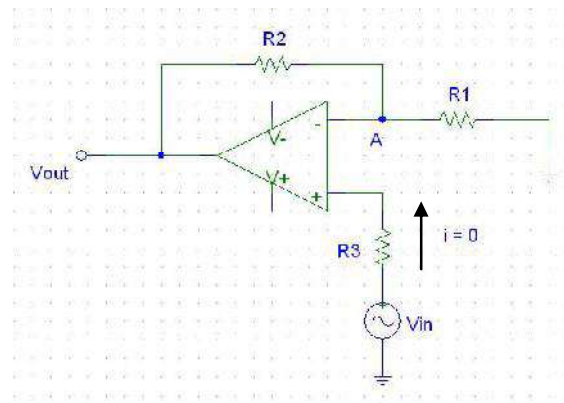 R2
R1
V-
-
A
Vout
V+
+
R3
i = 0
Vin